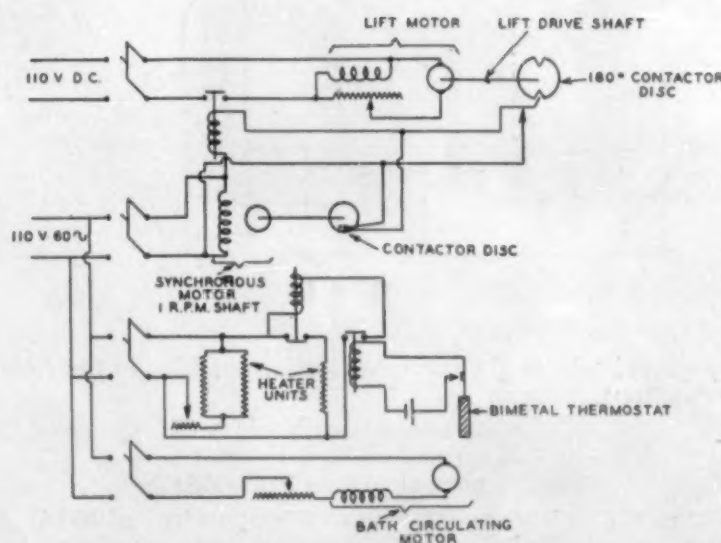 LIFT MOTOR
LIFT DRIVE SHAFT
110 V D.C.
180° CONTACTOR
DISC
110 V 60~
CONTACTOR DISC
SYNCHRONOUS
MOTOR
1 R.P.M. SHAFT
HEATER
UNITS
BIMETAL THERMOSTAT
BATH CIRCULATING
MOTOR